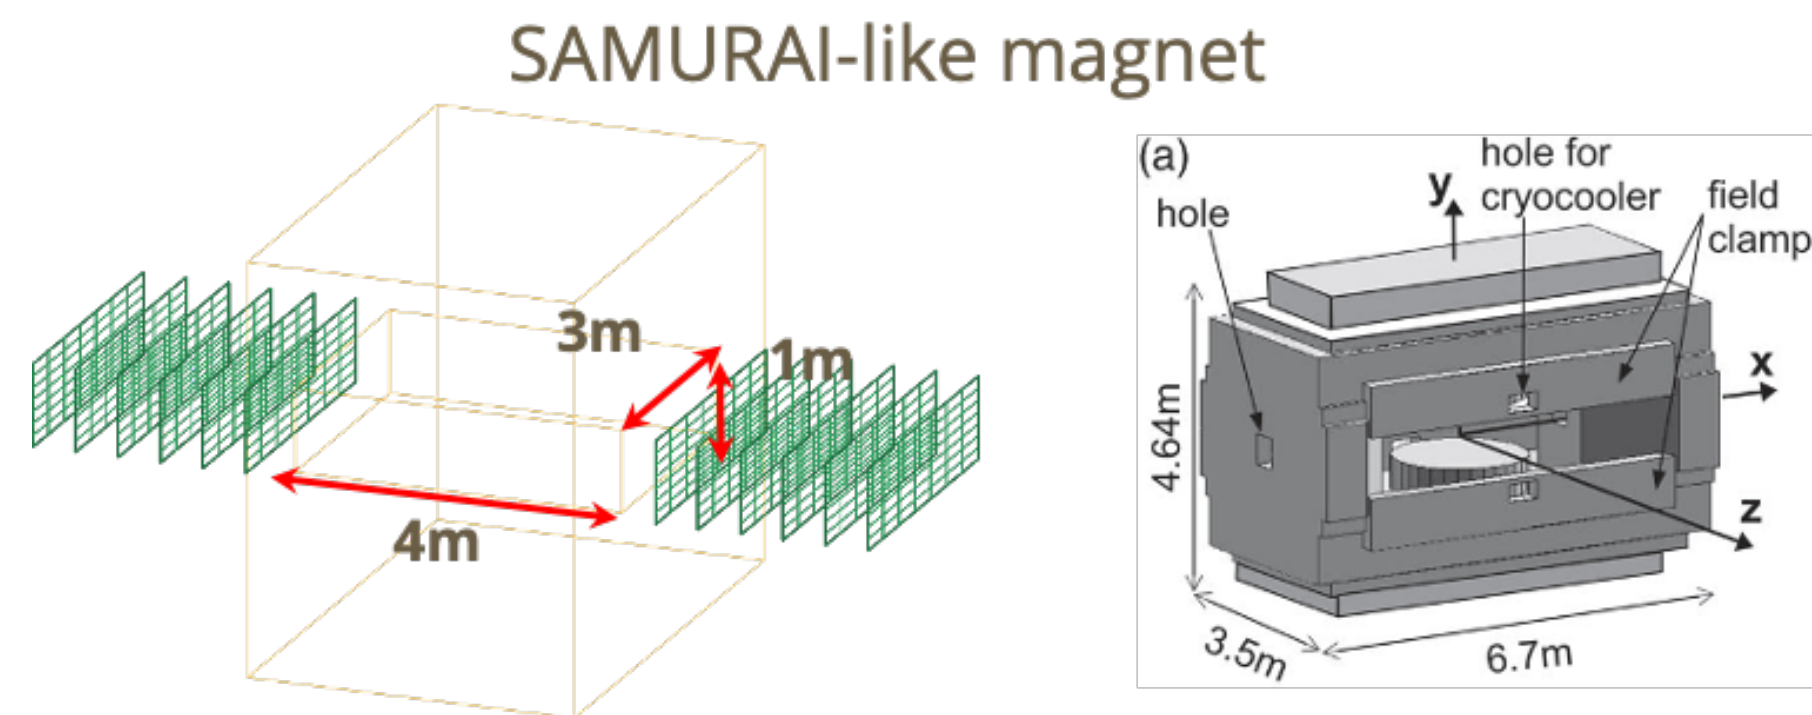 SAMURAI-like magnet
3m
1m
4m
(a)
hole for
cryocooler
y
hole
field
clamp
x
4.64m
z
3.5m
6.7m